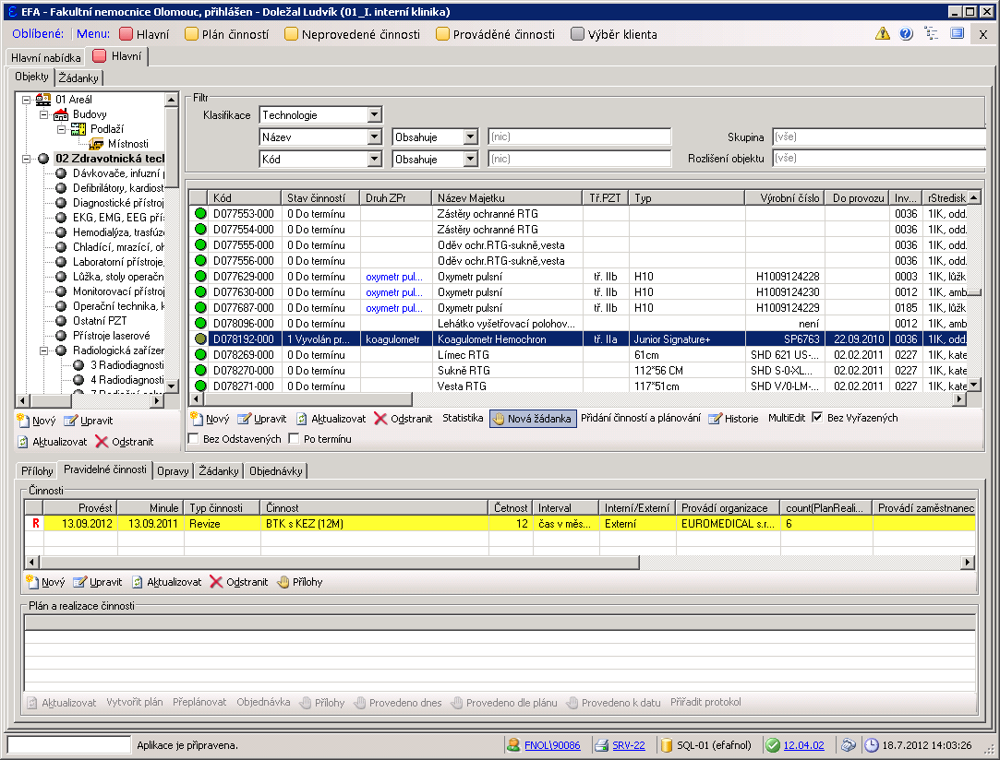 EFA - Fakultní nemocnice Olomouc, přihlášen - Doležal Ludvík (01_I. interní klinika)
Oblíbené: Menu: Hlavní Plán činností Neprovedené činnosti Prováděné činnosti Výběr klienta X
Hlavní nabídka Hlavní
Objekty Žádanky
01 Areál
Budovy
Podlaží
Místnosti
02 Zdravotnická tech
Dávkovače, infuzní
Defibrilátory, kardiost
Diagnostické přístroj
EKG, EMG, EEG pří
Hemodialýza, trasfúz
Chladící, mrazící, oh
Laboratorní přístroje,
Lůžka, stoly operačn
Monitorovací přístroj
Operační technika, k
Ostatní PZT
Přístroje laserové
Radiologická zařízen
3 Radiodiagnosti
4 Radiodiagnosti
Nový Upravit
Aktualizovat Odstranit
Filtr
Klasifikace Technologie
Název Obsahuje (nic) Skupina (vše)
Kód Obsahuje (nic) Rozlišení objektu (vše)
Kód Stav činností Druh ZPr Název Majetku Tř.PZT Typ Výrobní číslo Do provozu Inv... rStredisk
D077553-000 0 Do termínu Zástěry ochranné RTG 0036 1IK, odd.
D077554-000 0 Do termínu Zástěry ochranné RTG 0036 1IK, odd.
D077555-000 0 Do termínu Oděv ochr.RTG-sukně,vesta 0036 1IK, odd.
D077556-000 0 Do termínu Oděv ochr.RTG-sukně,vesta 0036 1IK, odd.
D077629-000 0 Do termínu oxymetr pul... Oxymetr pulsní tř. IIb H10 H1009124228 0003 1IK, lůžk
D077630-000 0 Do termínu oxymetr pul... Oxymetr pulsní tř. IIb H10 H1009124230 0012 1IK, amb
D077687-000 0 Do termínu oxymetr pul... Oxymetr pulsní tř. IIb H10 H1009124229 0185 1IK, lůžk
D078096-000 0 Do termínu Lehátko vyšetřovací polohov... není 0012 1IK, amb
D078192-000 1 Vyvolán pr... koagulometr Koagulometr Hemochron tř. IIa Junior Signature+ SP6763 22.09.2010 0036 1IK, odd.
D078269-000 0 Do termínu Límec RTG 61cm SHD 621 US-... 02.02.2011 0227 1IK, kate
D078270-000 0 Do termínu Sukně RTG 112*56 CM SHD S-0-XL... 02.02.2011 0227 1IK, kate
D078271-000 0 Do termínu Vesta RTG 117*51cm SHD V/0-LM-... 02.02.2011 0227 1IK, kate
Nový Upravit Aktualizovat Odstranit Statistika Nová žádanka Přidání činností a plánování Historie MultiEdit Bez Vyřazených
Bez Odstavených Po termínu
Přílohy Pravidelné činnosti Opravy Žádanky Objednávky
Činnosti
Provést Minule Typ činnosti Činnost Četnost Interval Interní/Externí Provádí organizace count(PlanReali... Provádí zaměstnanec
R 13.09.2012 13.09.2011 Revize BTK s KEZ (12M) 12 čas v měs... Externí EUROMEDICAL s.r... 6
Nový Upravit Aktualizovat Odstranit Přílohy
Plán a realizace činnosti
Aktualizovat Vytvořit plán Přeplánovat Objednávka Přílohy Provedeno dnes Provedeno dle plánu Provedeno k datu Přiřadit protokol
Aplikace je připravena. FNOL\90086 SRV-22 SQL-01 (efafnol) 12.04.02 18.7.2012 14:03:26